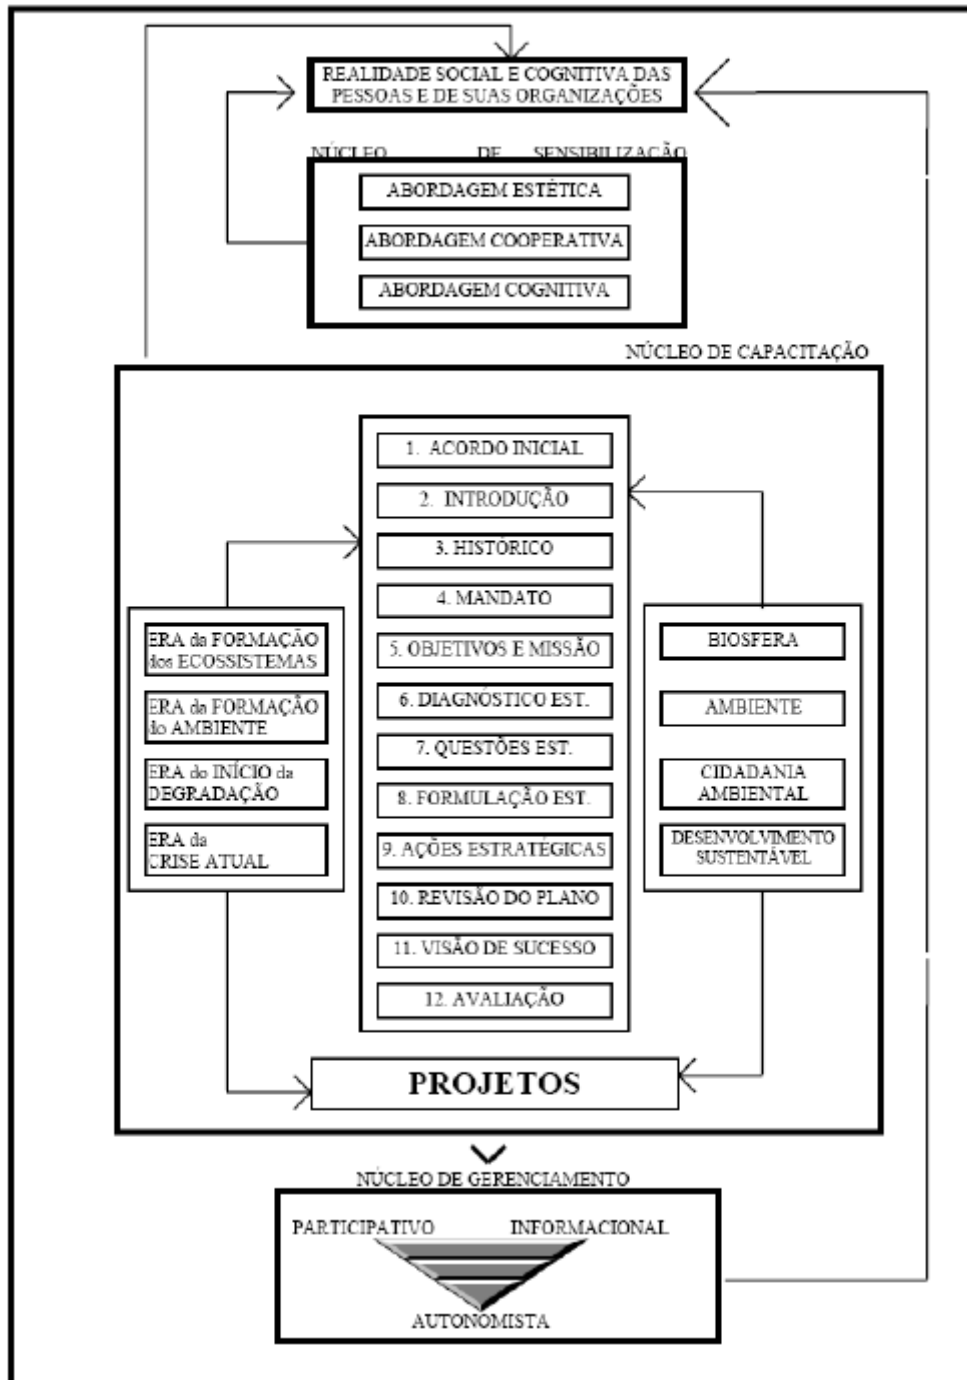 REALIDADE SOCIAL E COGNITIVA DAS
PESSOAS E DE SUAS ORGANIZAÇÕES
NÚCLEO DE SENSIBILIZAÇÃO
ABORDAGEM ESTÉTICA
ABORDAGEM COOPERATIVA
ABORDAGEM COGNITIVA
NÚCLEO DE CAPACITAÇÃO
1. ACORDO INICIAL
2. INTRODUÇÃO
3. HISTÓRICO
4. MANDATO
5. OBJETIVOS E MISSÃO
6. DIAGNÓSTICO EST.
7. QUESTÕES EST.
8. FORMULAÇÃO EST.
9. AÇÕES ESTRATÉGICAS
10. REVISÃO DO PLANO
11. VISÃO DE SUCESSO
12. AVALIAÇÃO
ERA da FORMAÇÃO
dos ECOSSISTEMAS
ERA da FORMAÇÃO
do AMBIENTE
ERA do INÍCIO da
DEGRADAÇÃO
ERA da
CRISE ATUAL
BIOSFERA
AMBIENTE
CIDADANIA
AMBIENTAL
DESENVOLVIMENTO
SUSTENTÁVEL
PROJETOS
NÚCLEO DE GERENCIAMENTO
PARTICIPATIVO INFORMACIONAL
AUTONOMISTA